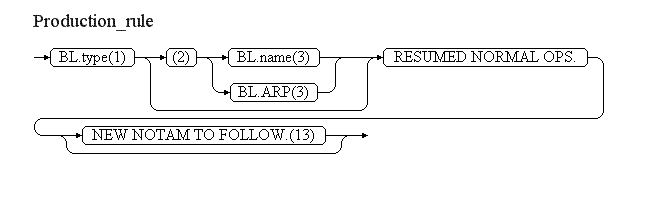 Production_rule
BL.type(1) (2) BL.name(3) RESUMED NORMAL OPS.
BL.ARP(3)
NEW NOTAM TO FOLLOW.(13)